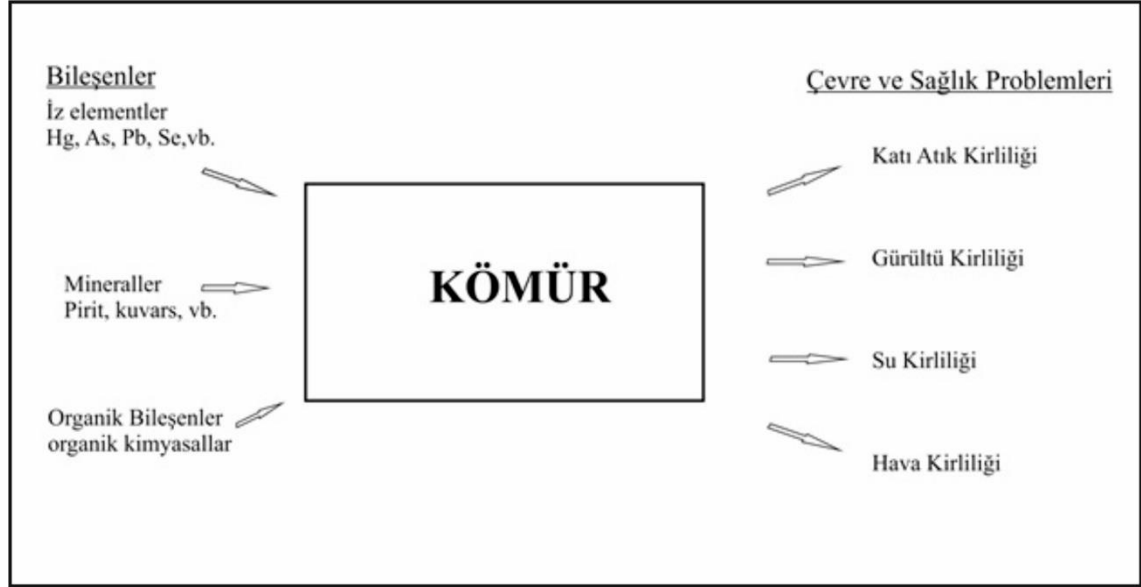 Bileşenler
İz elementler
Hg, As, Pb, Se,vb.
Mineraller
Pirit, kuvars, vb.
Organik Bileşenler
organik kimyasallar
KÖMÜR
Çevre ve Sağlık Problemleri
Katı Atık Kirliliği
Gürültü Kirliliği
Su Kirliliği
Hava Kirliliği